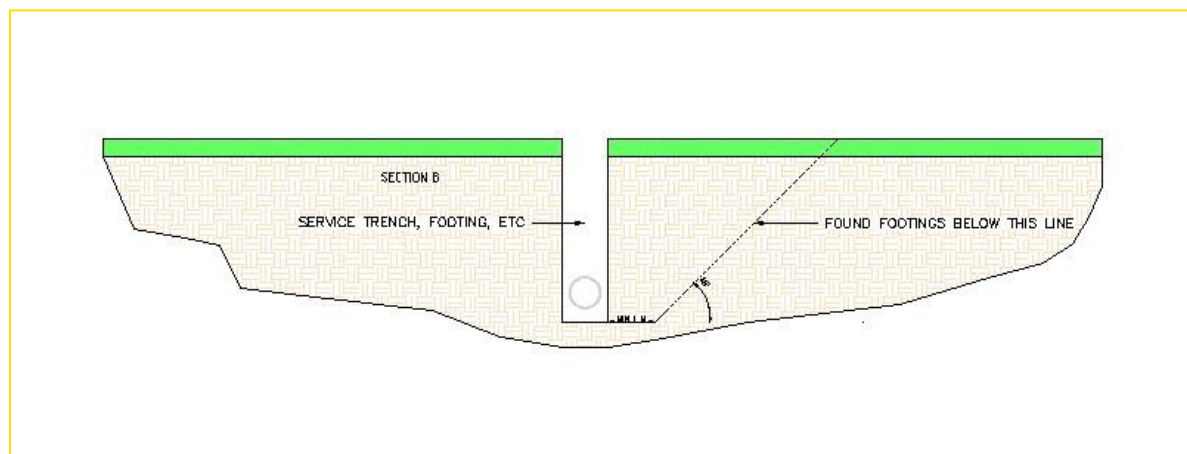 SECTION B
SERVICE TRENCH, FOOTING, ETC
FOUND FOOTINGS BELOW THIS LINE